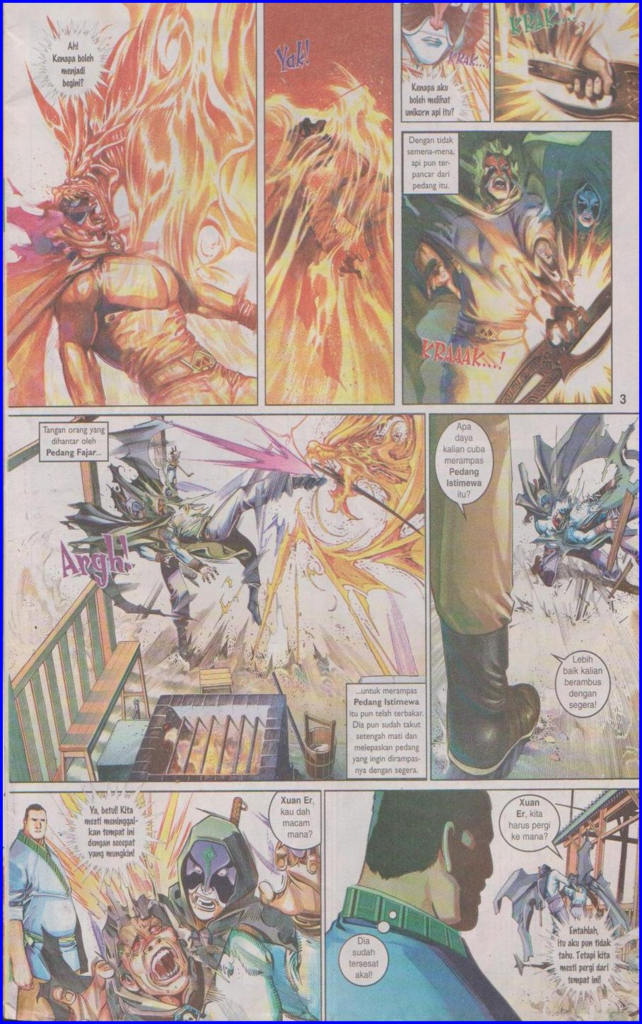 Ah!
Kenapa boleh
menjadi
begini?
Yak!
KRAK...!
Kenapa aku
boleh melihat
unikorn api itu?
KRAK...!
Dengan tidak
semena-mena,
api pun ter-
pancar dari
pedang itu.
KRAAAK...!
3
Tangan orang yang
dihantar oleh
Pedang Fajar...
Argh!
...untuk merampas
Pedang Istimewa
itu pun telah terbakar.
Dia pun sudah takut
setengah mati dan
melepaskan pedang
yang ingin dirampas-
nya dengan segera.
Apa
daya
kalian cuba
merampas
Pedang
Istimewa
itu?
Lebih
baik kalian
berambus
dengan
segera!
Ya, betul! Kita
mesti meninggal-
kan tempat ini
dengan secepat
yang mungkin!
Xuan Er,
kau dah
macam
mana?
Xuan
Er, kita
harus pergi
ke mana?
Dia
sudah
tersesat
akal!
Entahlah,
itu aku pun tidak
tahu. Tetapi kita
mesti pergi dari
tempat ini!